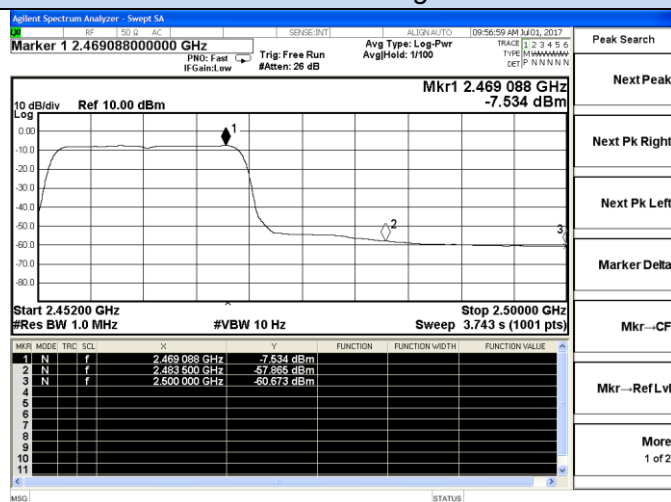 Agilent Spectrum Analyzer - Swept SA
RF 50 Ω AC SENSE:INT ALIGN AUTO 09:56:59 AM Jul 01, 2017
Marker 1 2.469088000000 GHz
PNO: Fast
IFGain:Low
Trig: Free Run
#Atten: 26 dB
Avg Type: Log-Pwr
Avg|Hold: 1/100
TRACE 1 2 3 4 5 6
TYPE M
DET P N N N N N
Mkr1 2.469 088 GHz
-7.534 dBm
10 dB/div Ref 10.00 dBm
Log
0.00
-10.0
-20.0
-30.0
-40.0
-50.0
-60.0
-70.0
-80.0
1
2
3
Start 2.45200 GHz Stop 2.50000 GHz
#Res BW 1.0 MHz #VBW 10 Hz Sweep 3.743 s (1001 pts)
MKR MODE TRC SCL X Y FUNCTION FUNCTION WIDTH FUNCTION VALUE
1 N f 2.469 088 GHz -7.534 dBm
2 N f 2.483 500 GHz -57.865 dBm
3 N f 2.500 000 GHz -60.673 dBm
4
5
6
7
8
9
10
11
MSG STATUS
Peak Search
Next Peak
Next Pk Right
Next Pk Left
Marker Delta
Mkr→CF
Mkr→Ref Lvl
More
1 of 2